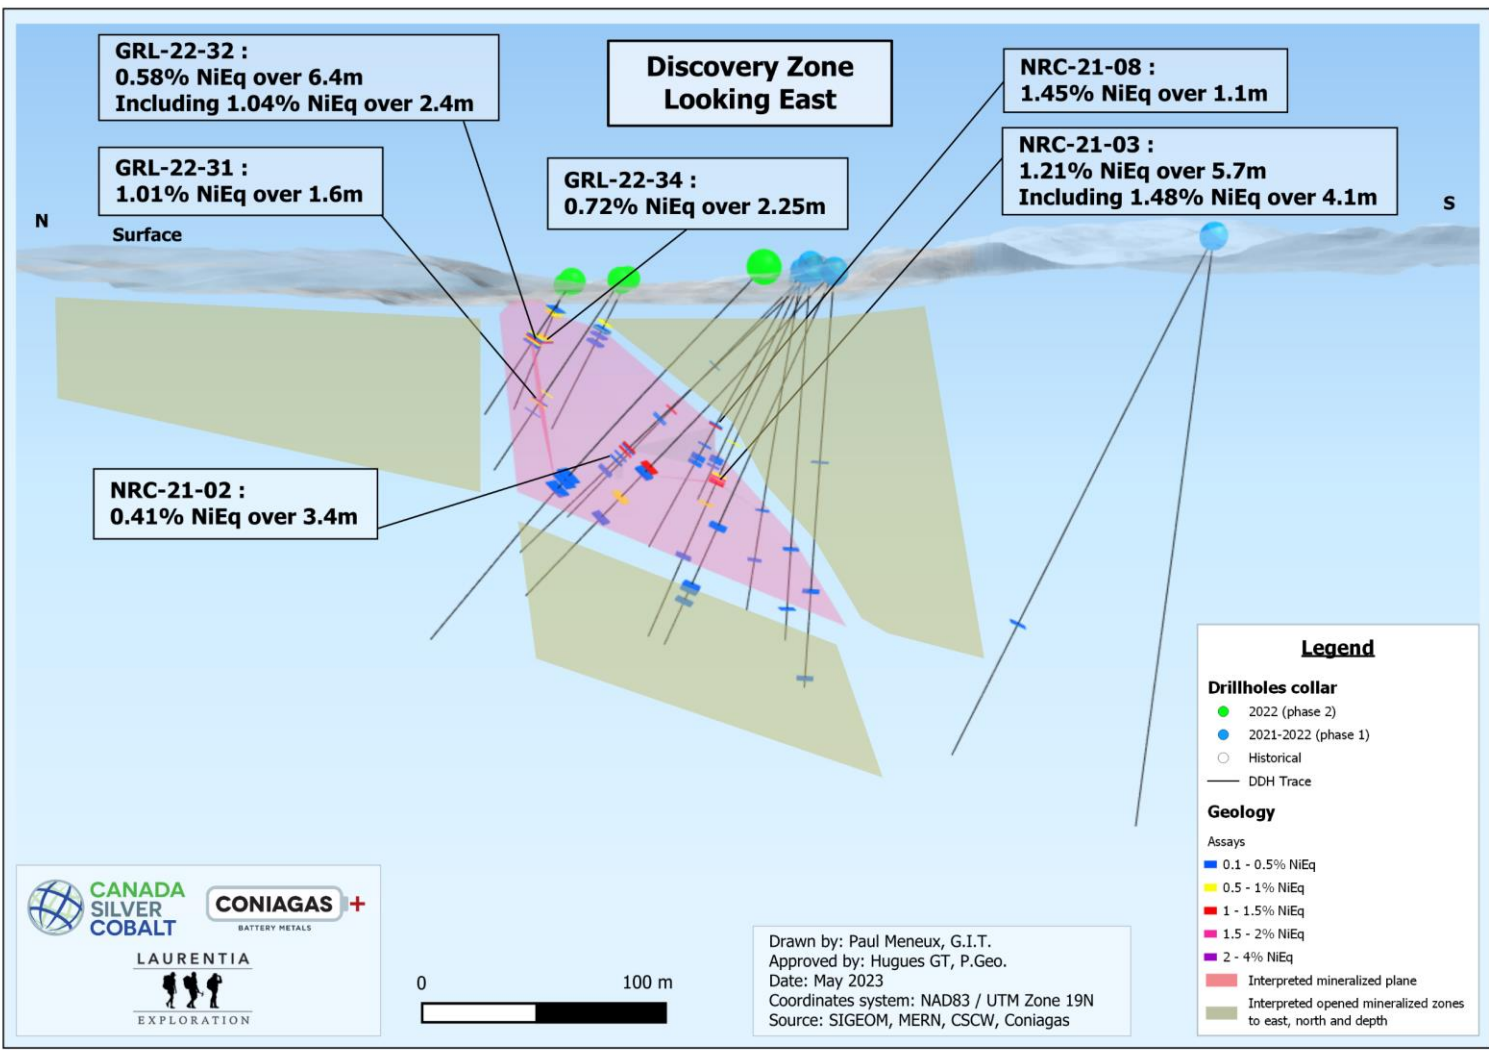 GRL-22-32 :
0.58% NiEq over 6.4m
Including 1.04% NiEq over 2.4m
Discovery Zone
Looking East
NRC-21-08 :
1.45% NiEq over 1.1m
NRC-21-03 :
1.21% NiEq over 5.7m
Including 1.48% NiEq over 4.1m
GRL-22-31 :
1.01% NiEq over 1.6m
GRL-22-34 :
0.72% NiEq over 2.25m
N
Surface
S
NRC-21-02 :
0.41% NiEq over 3.4m
Legend
Drillholes collar
2022 (phase 2)
2021-2022 (phase 1)
Historical
DDH Trace
Geology
Assays
0.1 - 0.5% NiEq
0.5 - 1% NiEq
1 - 1.5% NiEq
1.5 - 2% NiEq
2 - 4% NiEq
Interpreted mineralized plane
Interpreted opened mineralized zones
to east, north and depth
CANADA
SILVER
COBALT
CONIAGAS +
BATTERY METALS
LAURENTIA
EXPLORATION
0 100 m
Drawn by: Paul Meneux, G.I.T.
Approved by: Hugues GT, P.Geo.
Date: May 2023
Coordinates system: NAD83 / UTM Zone 19N
Source: SIGEOM, MERN, CSCW, Coniagas